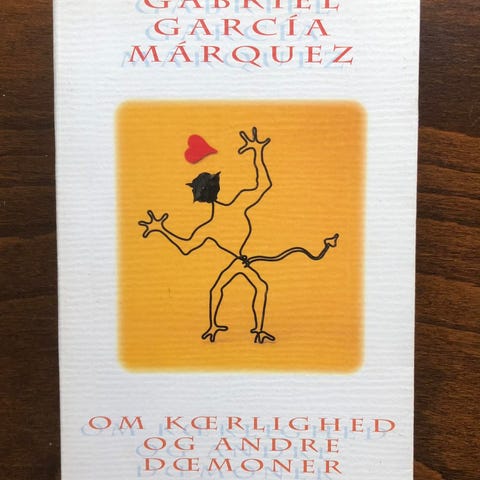 GABRIEL
GARCÍA
MÁRQUEZ
OM KÆRLIGHED
OG ANDRE
DÆMONER